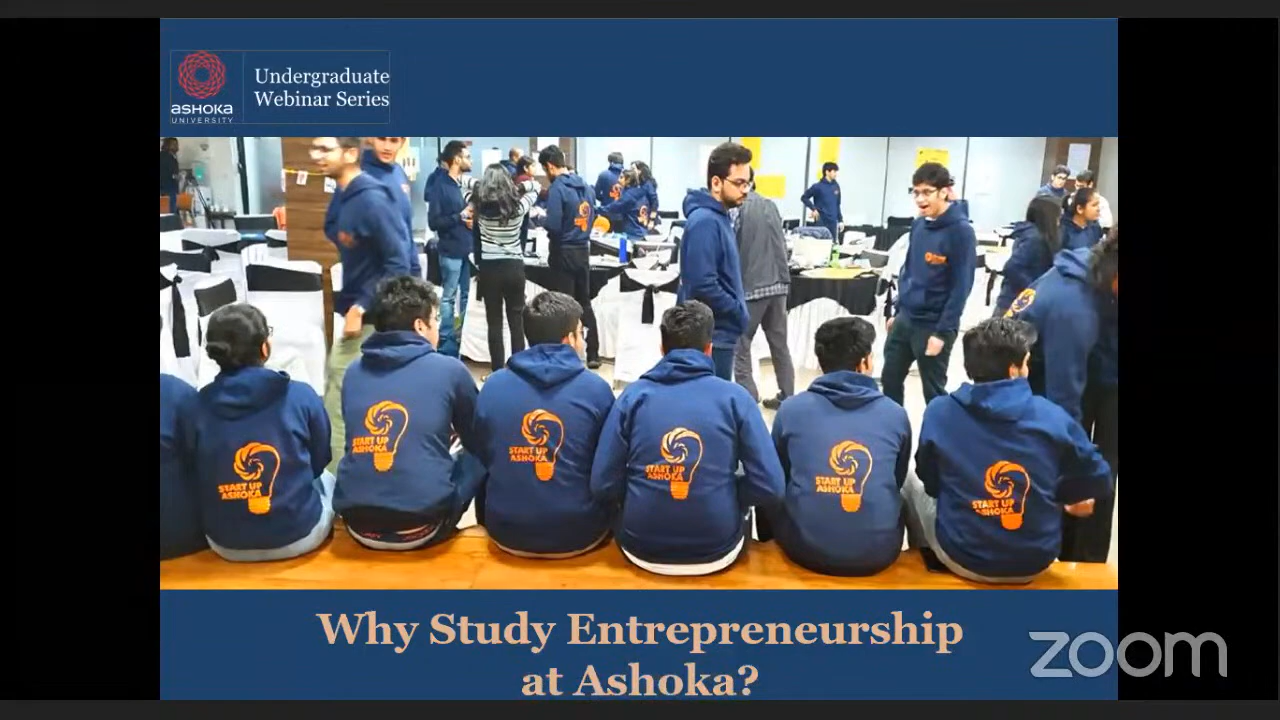 ASHOKA
UNIVERSITY
Undergraduate
Webinar Series
START UP
ASHOKA
START UP
ASHOKA
START UP
ASHOKA
START UP
ASHOKA
START UP
ASHOKA
START UP
ASHOKA
Why Study Entrepreneurship
at Ashoka?
zoom